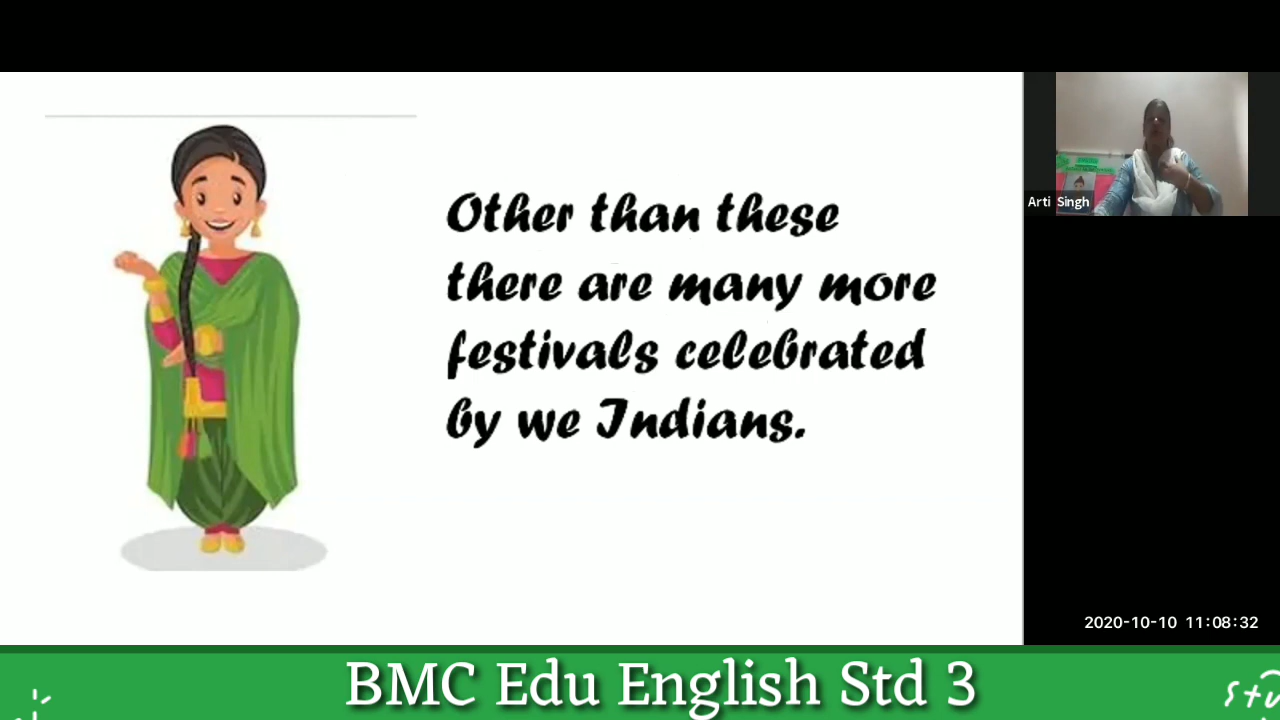 Other than these
there are many more
festivals celebrated
by we Indians.
Arti Singh
2020-10-10 11:08:32
BMC Edu English Std 3